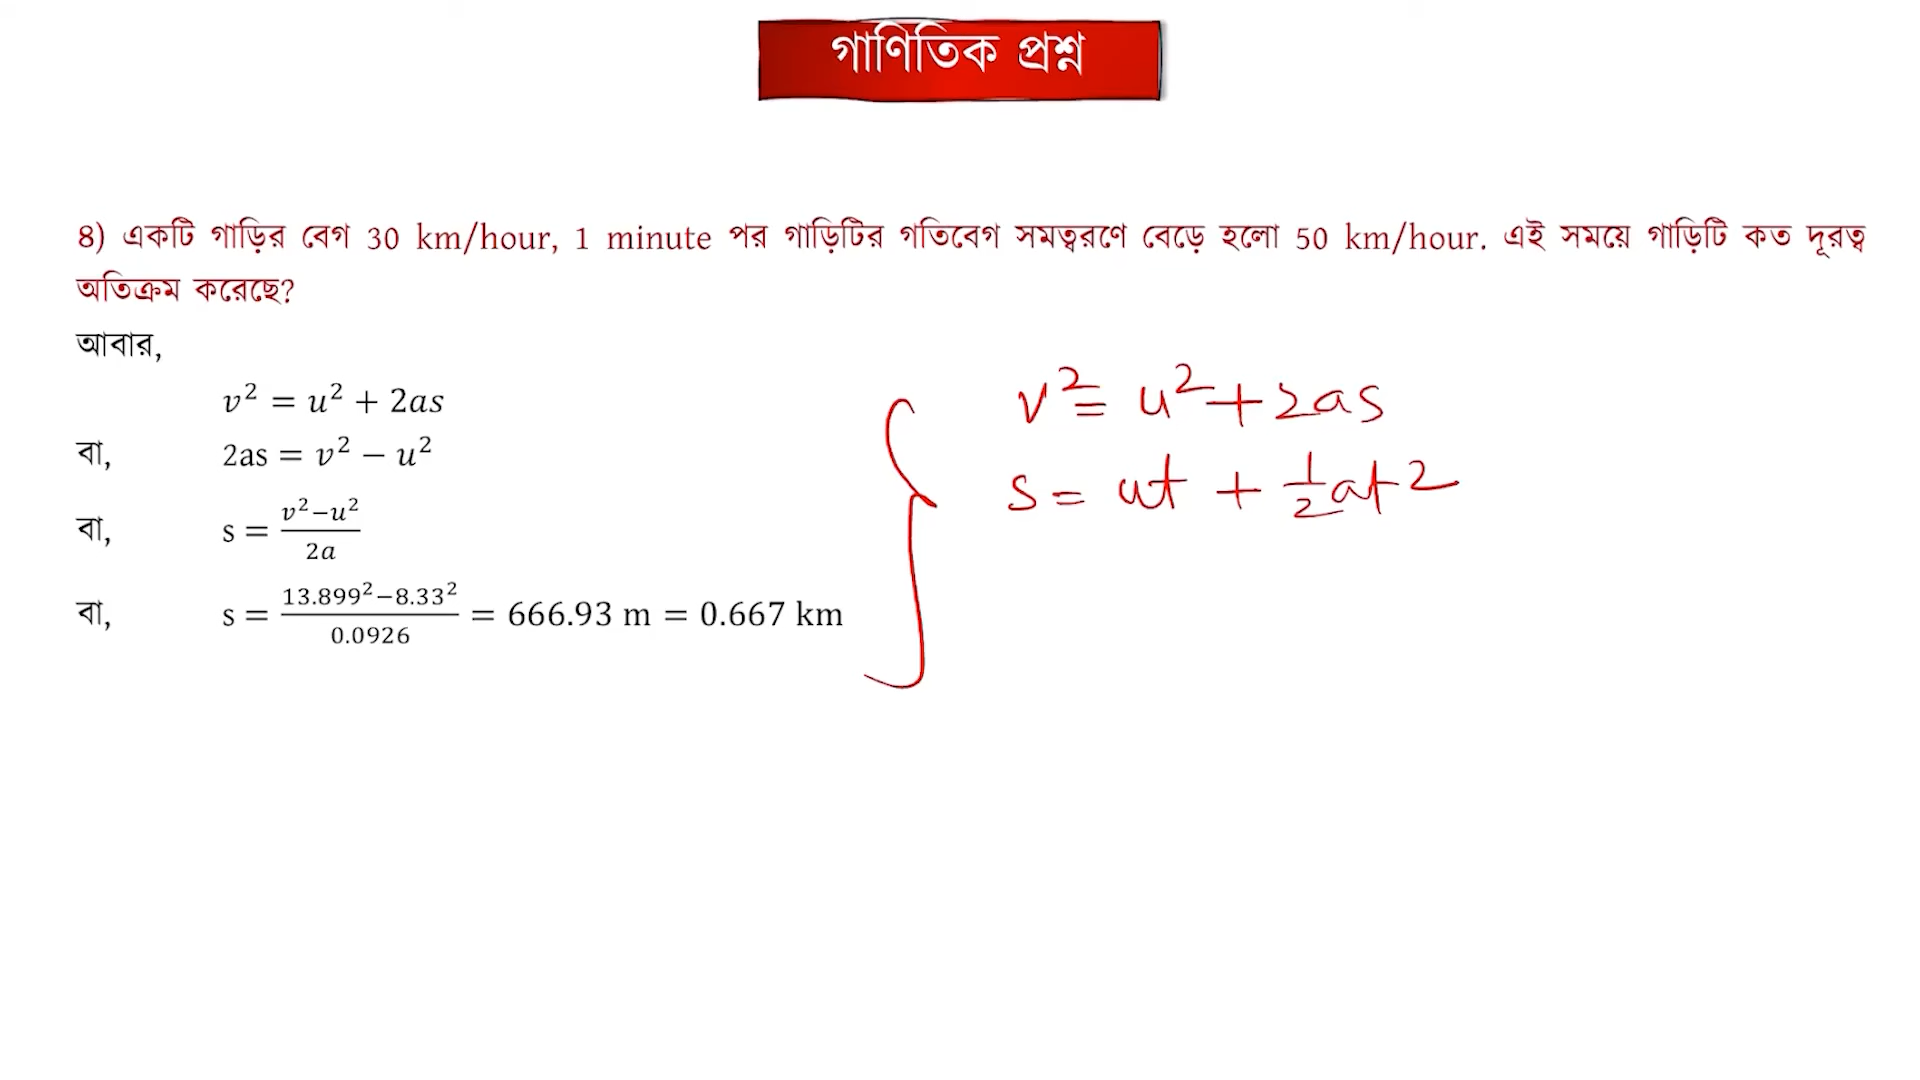 গাণিতিক প্রশ্ন
৪) একটি গাড়ির বেগ 30 km/hour, 1 minute পর গাড়িটির গতিবেগ সমত্বরণে বেড়ে হলো 50 km/hour. এই সময়ে গাড়িটি কত দূরত্ব
অতিক্রম করেছে?
আবার,
v² = u² + 2as
বা, 2as = v² − u²
বা, s = (v²−u²)/2a
বা, s = (13.899²−8.33²)/0.0926 = 666.93 m = 0.667 km
v² = u² + 2as
s = ut + ½at²